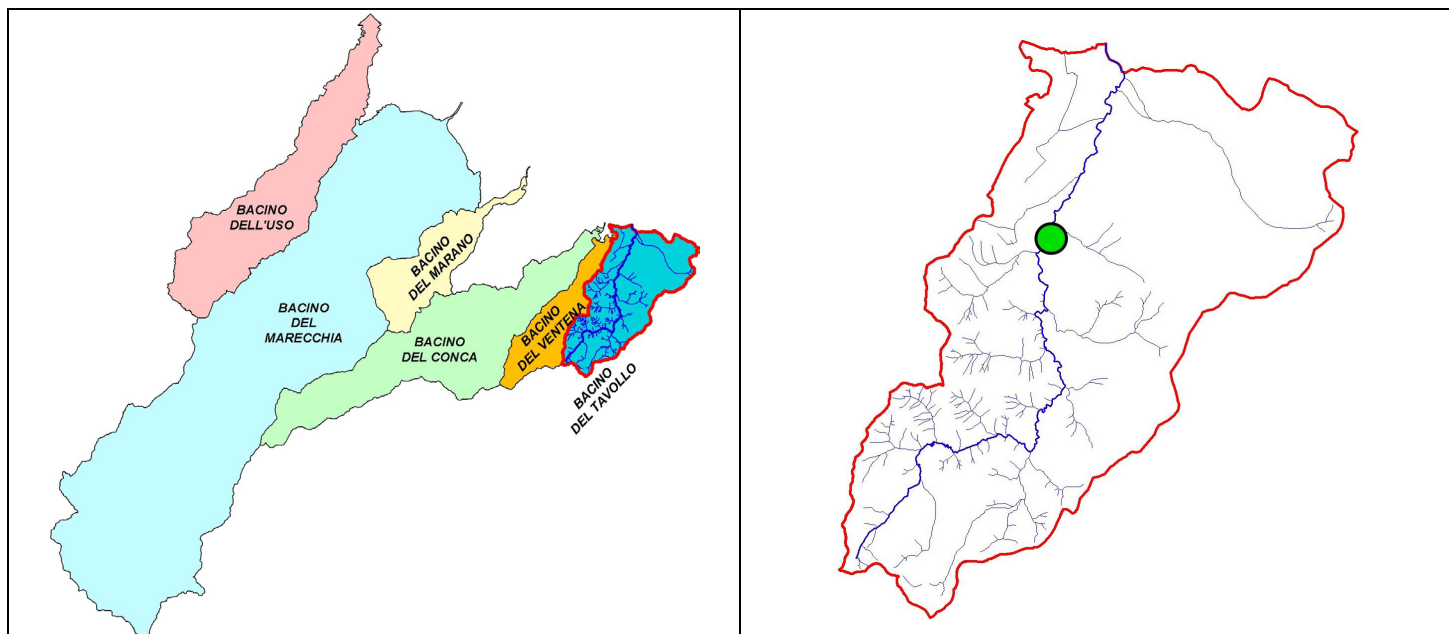 BACINO
DELL'USO
BACINO
DEL MARANO
BACINO
DEL
MARECCHIA
BACINO
DEL CONCA
BACINO
DEL VENTENA
BACINO
DEL TAVOLLO